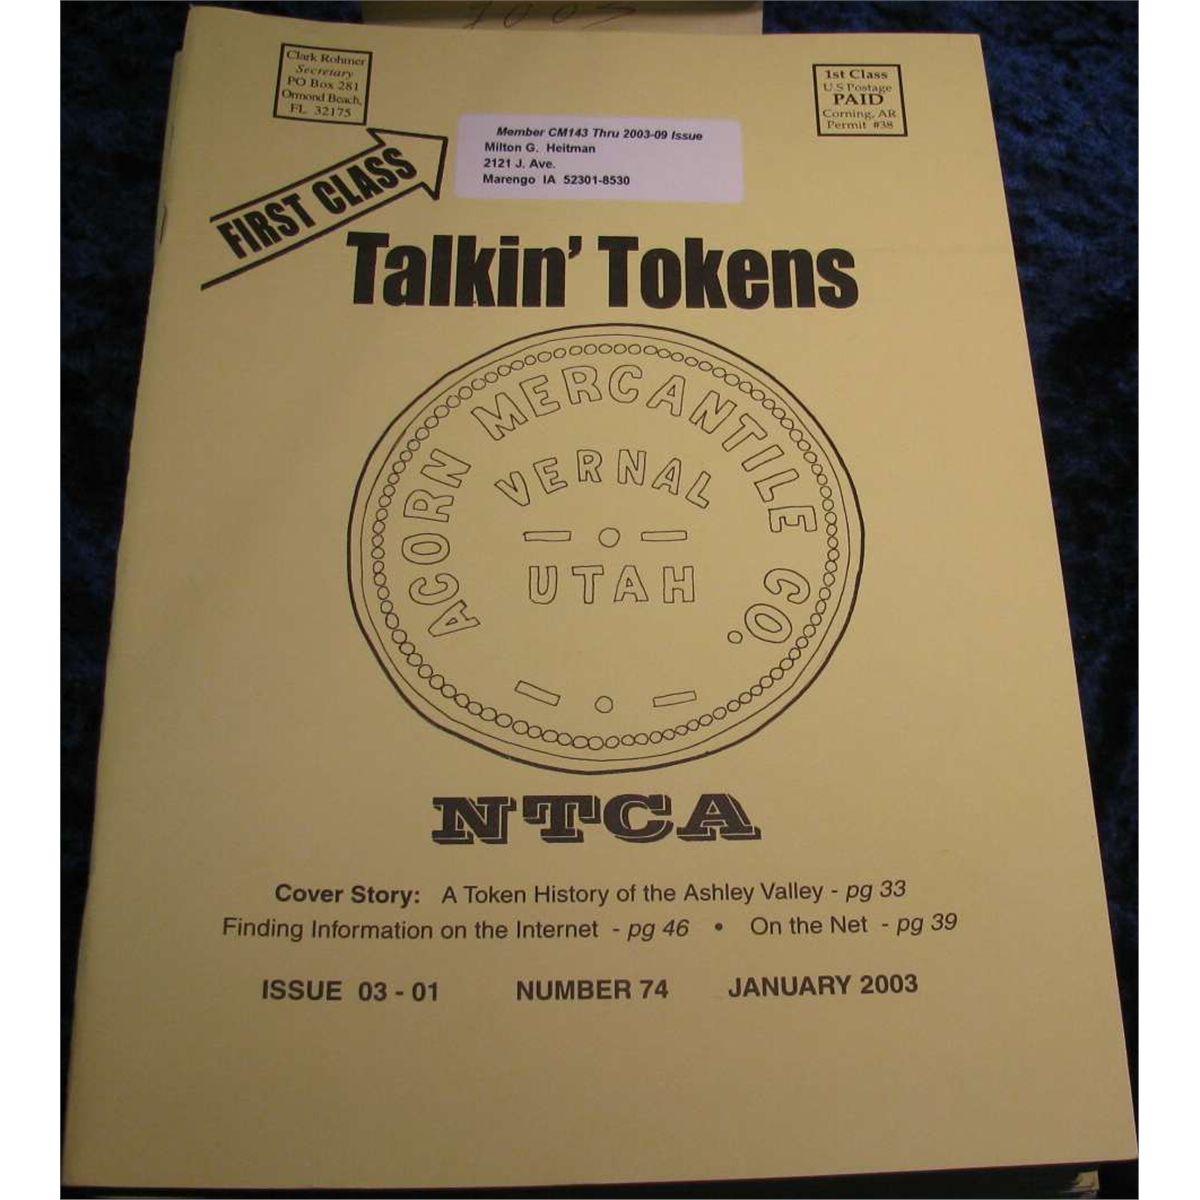 2003
Clark Rohmer
Secretary
PO Box 281
Ormond Beach,
FL 32175
1st Class
U.S Postage
PAID
Corning, AR
Permit #38
Member CM143 Thru 2003-09 Issue
Milton G. Heitman
2121 J. Ave.
Marengo IA 52301-8530
FIRST CLASS
Talkin' Tokens
ACORN MERCANTILE CO.
VERNAL
UTAH
NTCA
Cover Story: A Token History of the Ashley Valley - pg 33
Finding Information on the Internet - pg 46 • On the Net - pg 39
ISSUE 03 - 01 NUMBER 74 JANUARY 2003